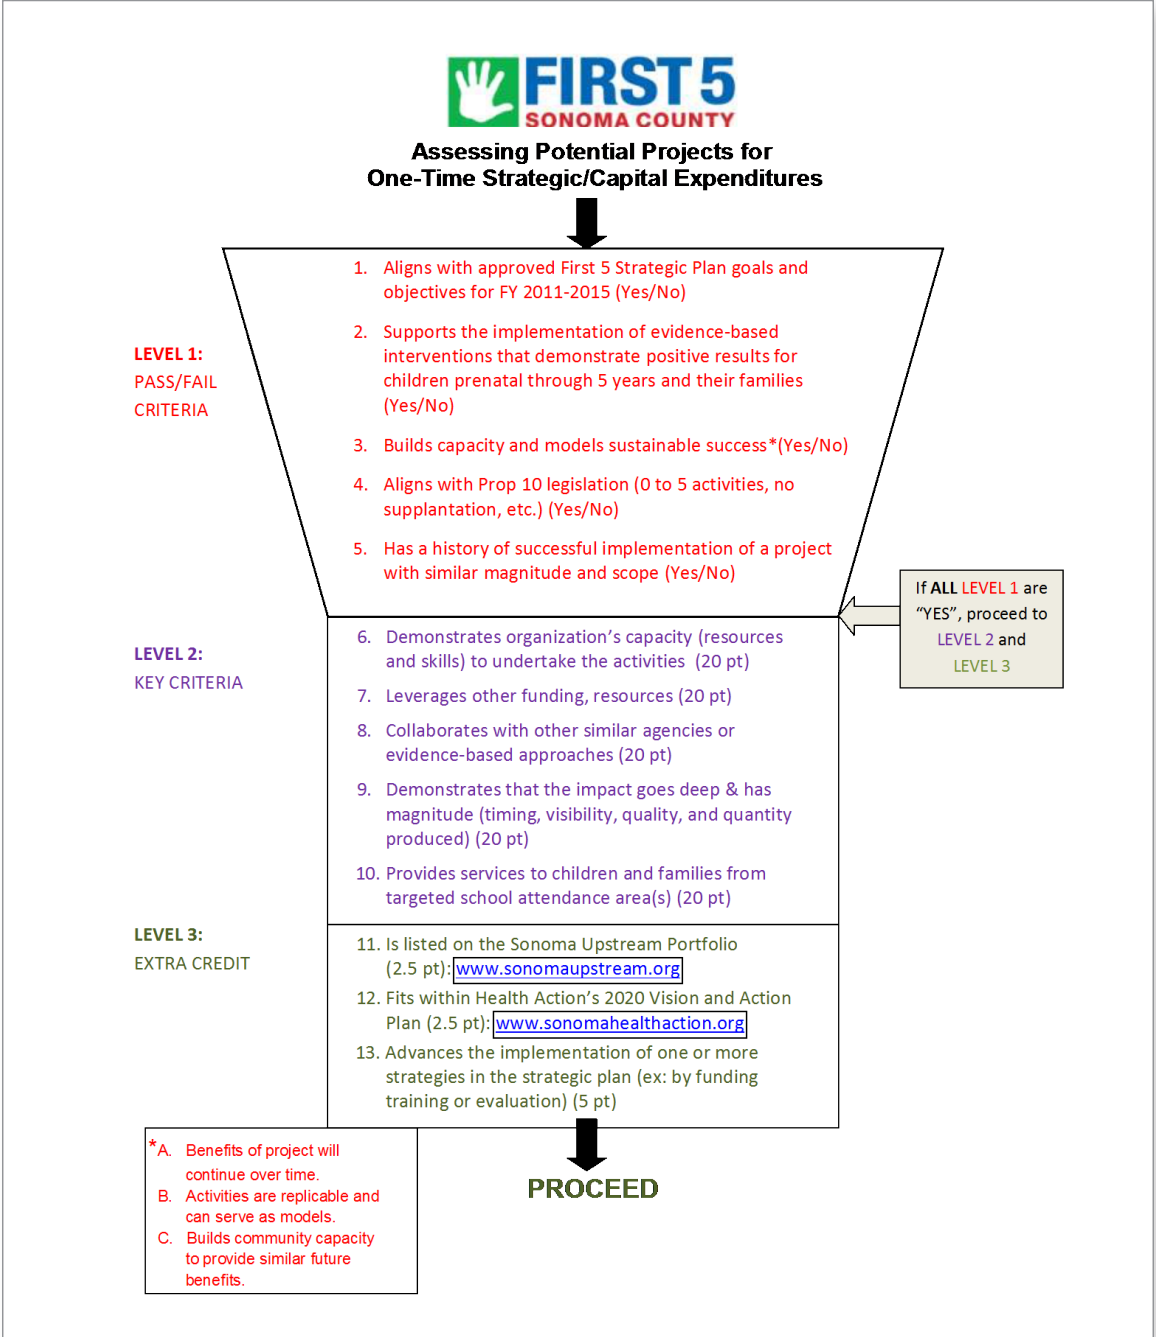 FIRST 5
SONOMA COUNTY
Assessing Potential Projects for
One-Time Strategic/Capital Expenditures
1. Aligns with approved First 5 Strategic Plan goals and
objectives for FY 2011-2015 (Yes/No)
2. Supports the implementation of evidence-based
interventions that demonstrate positive results for
children prenatal through 5 years and their families
(Yes/No)
LEVEL 1:
PASS/FAIL
CRITERIA
3. Builds capacity and models sustainable success*(Yes/No)
4. Aligns with Prop 10 legislation (0 to 5 activities, no
supplantation, etc.) (Yes/No)
5. Has a history of successful implementation of a project
with similar magnitude and scope (Yes/No)
If ALL LEVEL 1 are
“YES”, proceed to
LEVEL 2 and
LEVEL 3
LEVEL 2:
KEY CRITERIA
6. Demonstrates organization’s capacity (resources
and skills) to undertake the activities (20 pt)
7. Leverages other funding, resources (20 pt)
8. Collaborates with other similar agencies or
evidence-based approaches (20 pt)
9. Demonstrates that the impact goes deep & has
magnitude (timing, visibility, quality, and quantity
produced) (20 pt)
10. Provides services to children and families from
targeted school attendance area(s) (20 pt)
LEVEL 3:
EXTRA CREDIT
11. Is listed on the Sonoma Upstream Portfolio
(2.5 pt): www.sonomaupstream.org
12. Fits within Health Action’s 2020 Vision and Action
Plan (2.5 pt): www.sonomahealthaction.org
13. Advances the implementation of one or more
strategies in the strategic plan (ex: by funding
training or evaluation) (5 pt)
PROCEED
*A. Benefits of project will
continue over time.
B. Activities are replicable and
can serve as models.
C. Builds community capacity
to provide similar future
benefits.